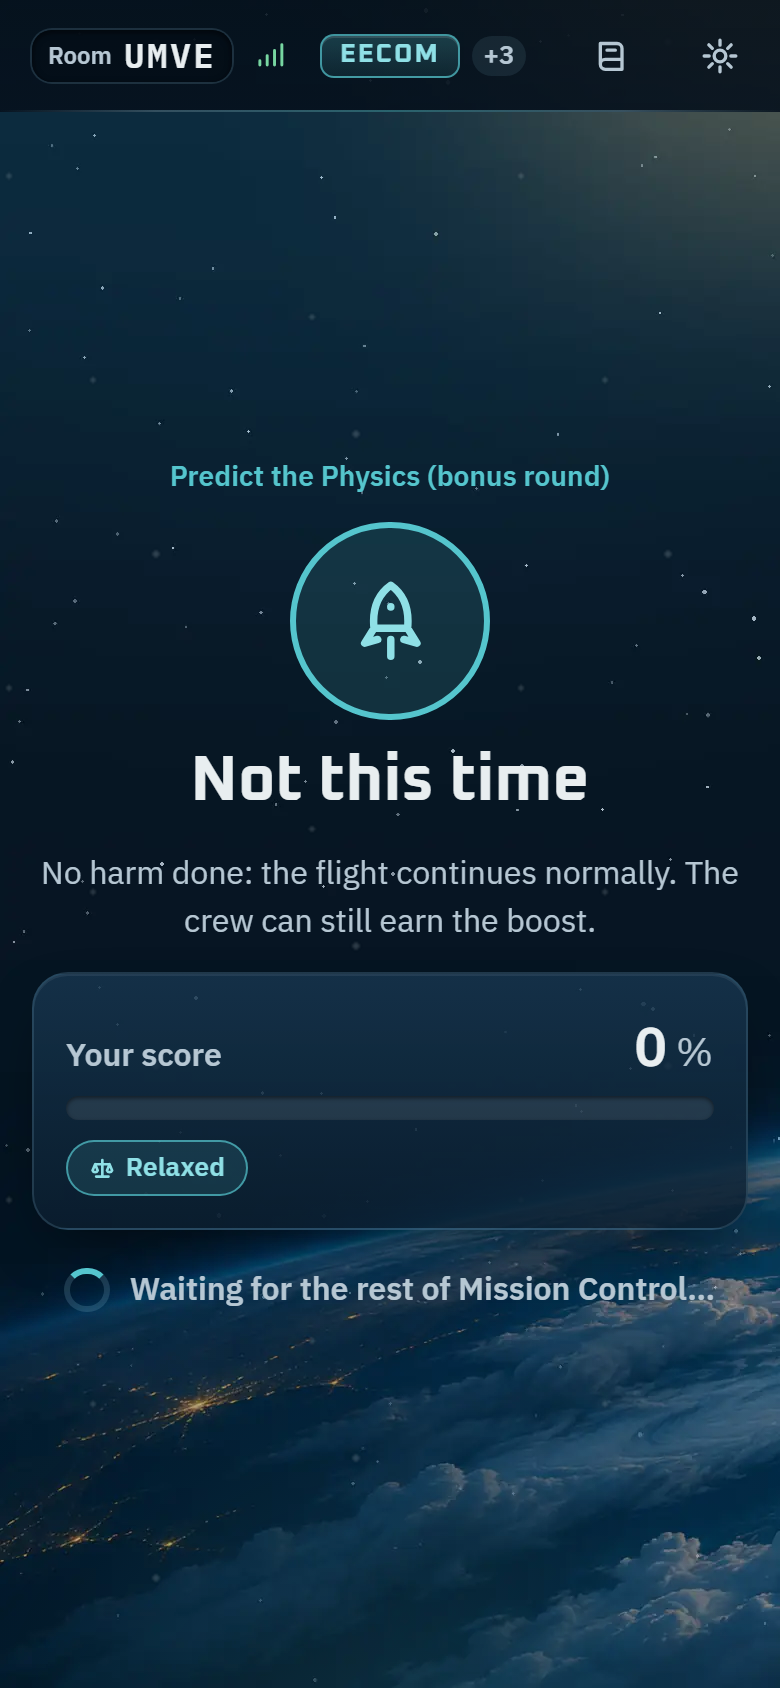 Room UMVE EECOM +3
Predict the Physics (bonus round)
Not this time
No harm done: the flight continues normally. The
crew can still earn the boost.
Your score 0 %
Relaxed
Waiting for the rest of Mission Control...